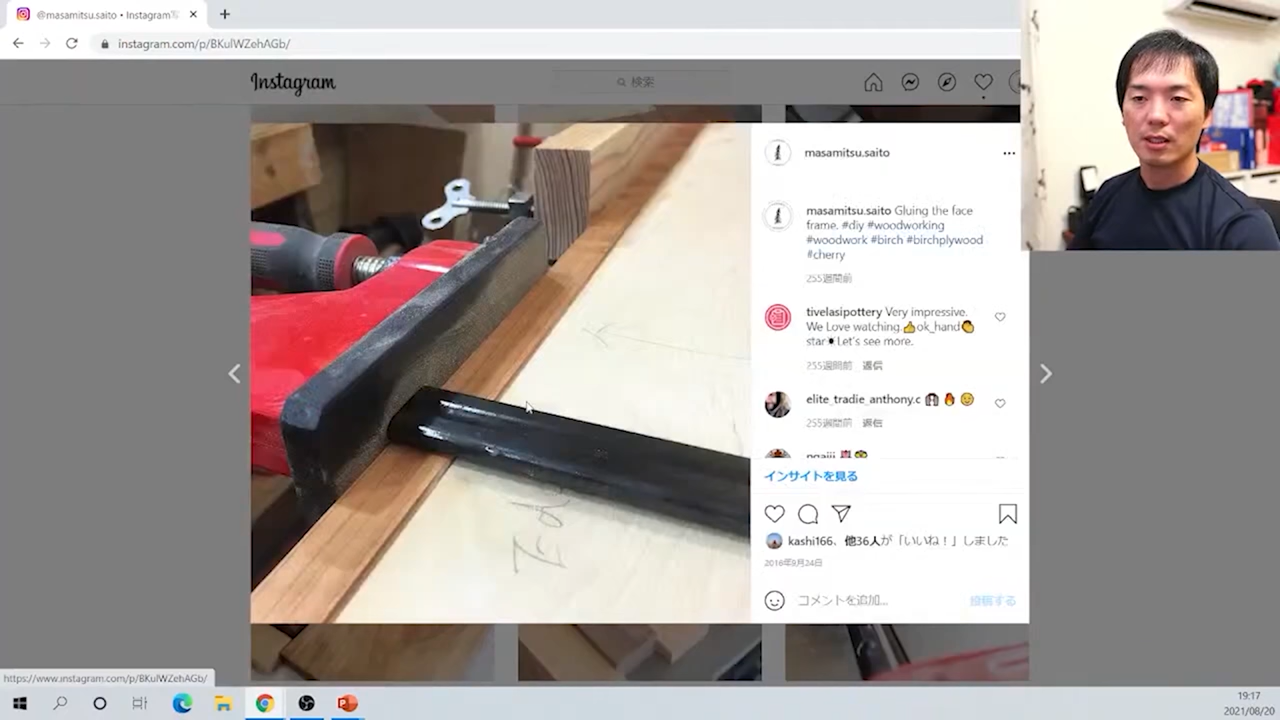 @masamitsu.saito • Instagram
instagram.com/p/BKulWZehAGb/
Instagram
検索
masamitsu.saito
masamitsu.saito Gluing the face
frame. #diy #woodworking
#woodwork #birch #birchplywood
#cherry
255週間前
tivelasipottery Very impressive.
We Love watching.👍ok_hand👏
star☀Let's see more.
255週間前 返信
elite_tradie_anthony.c
255週間前 返信
インサイトを見る
kashi166、他36人が「いいね！」しました
2016年9月24日
コメントを追加...
投稿する
https://www.instagram.com/p/BKulWZehAGb/
19:17
2021/08/20